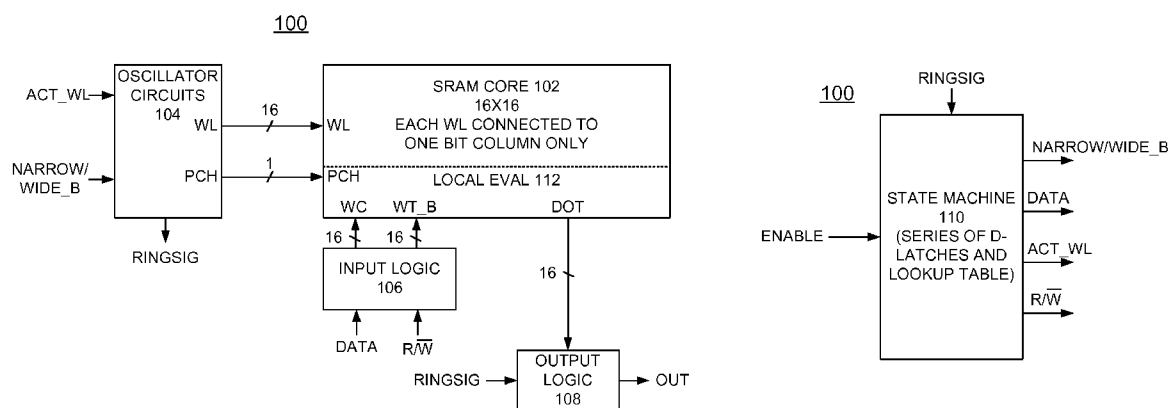 100
OSCILLATOR
CIRCUITS
104
ACT_WL
WL
16
WL
NARROW/
WIDE_B
PCH
1
PCH
RINGSIG
SRAM CORE 102
16X16
EACH WL CONNECTED TO
ONE BIT COLUMN ONLY
LOCAL EVAL 112
WC WT_B DOT
16 16
INPUT LOGIC
106
DATA R/W̅
16
RINGSIG
OUTPUT
LOGIC
108
OUT
100
RINGSIG
ENABLE
STATE MACHINE
110
(SERIES OF D-
LATCHES AND
LOOKUP TABLE)
NARROW/WIDE_B
DATA
ACT_WL
R/W̅